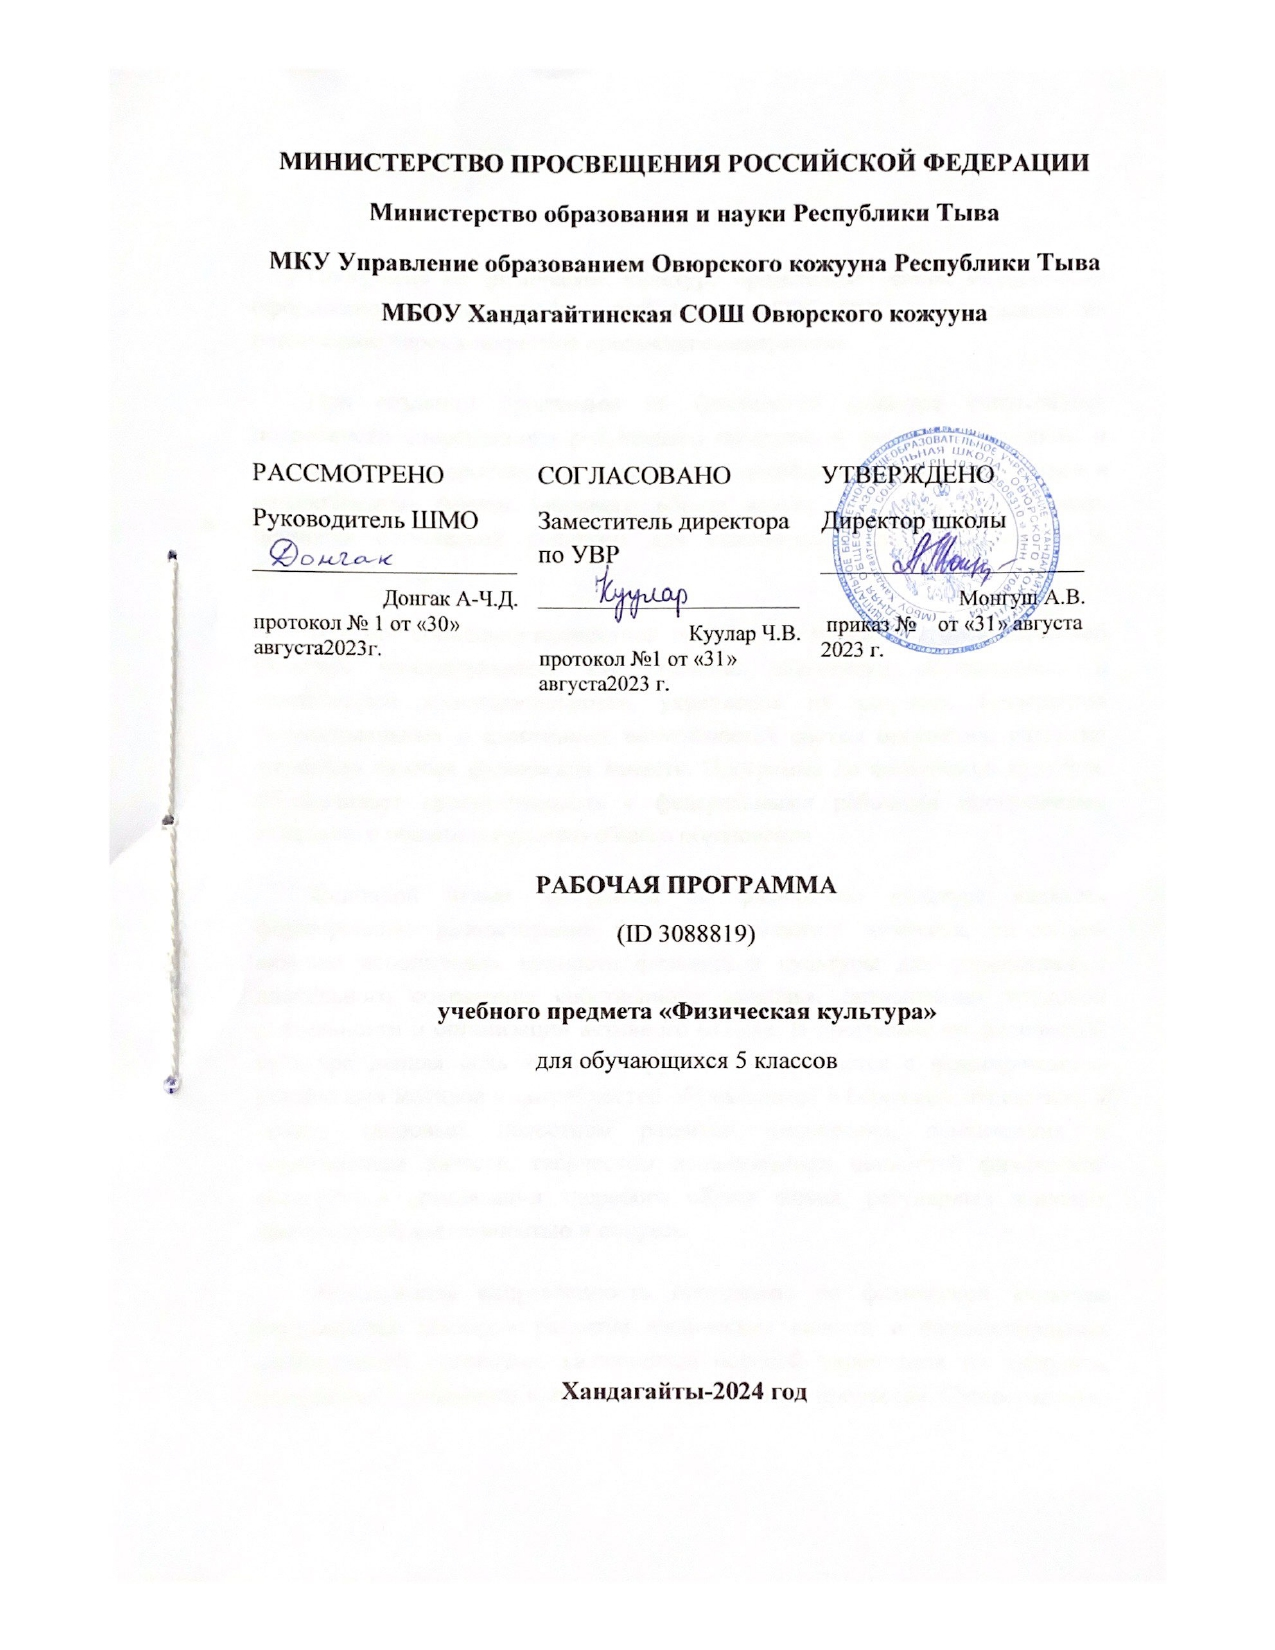 МИНИСТЕРСТВО ПРОСВЕЩЕНИЯ РОССИЙСКОЙ ФЕДЕРАЦИИ
Министерство образования и науки Республики Тыва
МКУ Управление образованием Овюрского кожууна Республики Тыва
МБОУ Хандагайтинская СОШ Овюрского кожууна
РАССМОТРЕНО
Руководитель ШМО
Донгак
Донгак А-Ч.Д.
протокол № 1 от «30»
августа2023г.
СОГЛАСОВАНО
Заместитель директора
по УВР
Куулар
Куулар Ч.В.
протокол №1 от «31»
августа2023 г.
УТВЕРЖДЕНО
Директор школы
Монгуш А.В.
приказ № от «31» августа
2023 г.
РАБОЧАЯ ПРОГРАММА
(ID 3088819)
учебного предмета «Физическая культура»
для обучающихся 5 классов
Хандагайты-2024 год